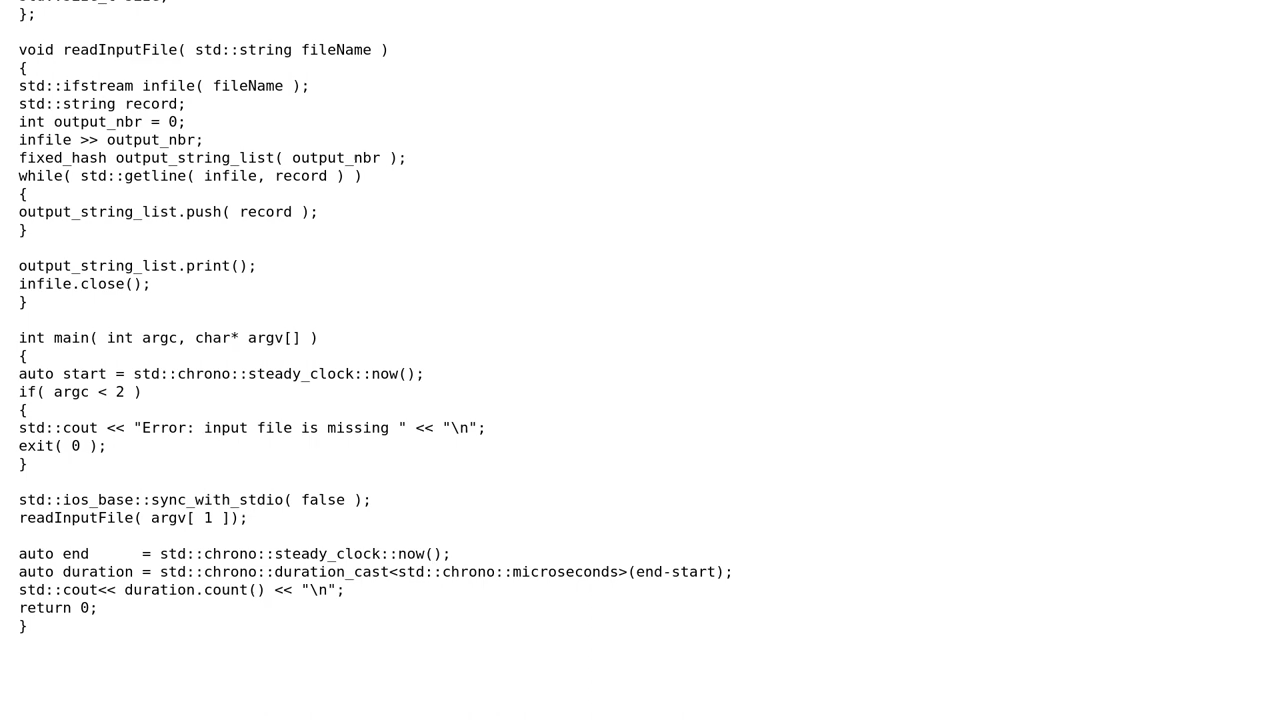 };
void readInputFile( std::string fileName )
{
std::ifstream infile( fileName );
std::string record;
int output_nbr = 0;
infile >> output_nbr;
fixed_hash output_string_list( output_nbr );
while( std::getline( infile, record ) )
{
output_string_list.push( record );
}
output_string_list.print();
infile.close();
}
int main( int argc, char* argv[] )
{
auto start = std::chrono::steady_clock::now();
if( argc < 2 )
{
std::cout << "Error: input file is missing " << "\n";
exit( 0 );
}
std::ios_base::sync_with_stdio( false );
readInputFile( argv[ 1 ]);
auto end      = std::chrono::steady_clock::now();
auto duration = std::chrono::duration_cast<std::chrono::microseconds>(end-start);
std::cout<< duration.count() << "\n";
return 0;
}